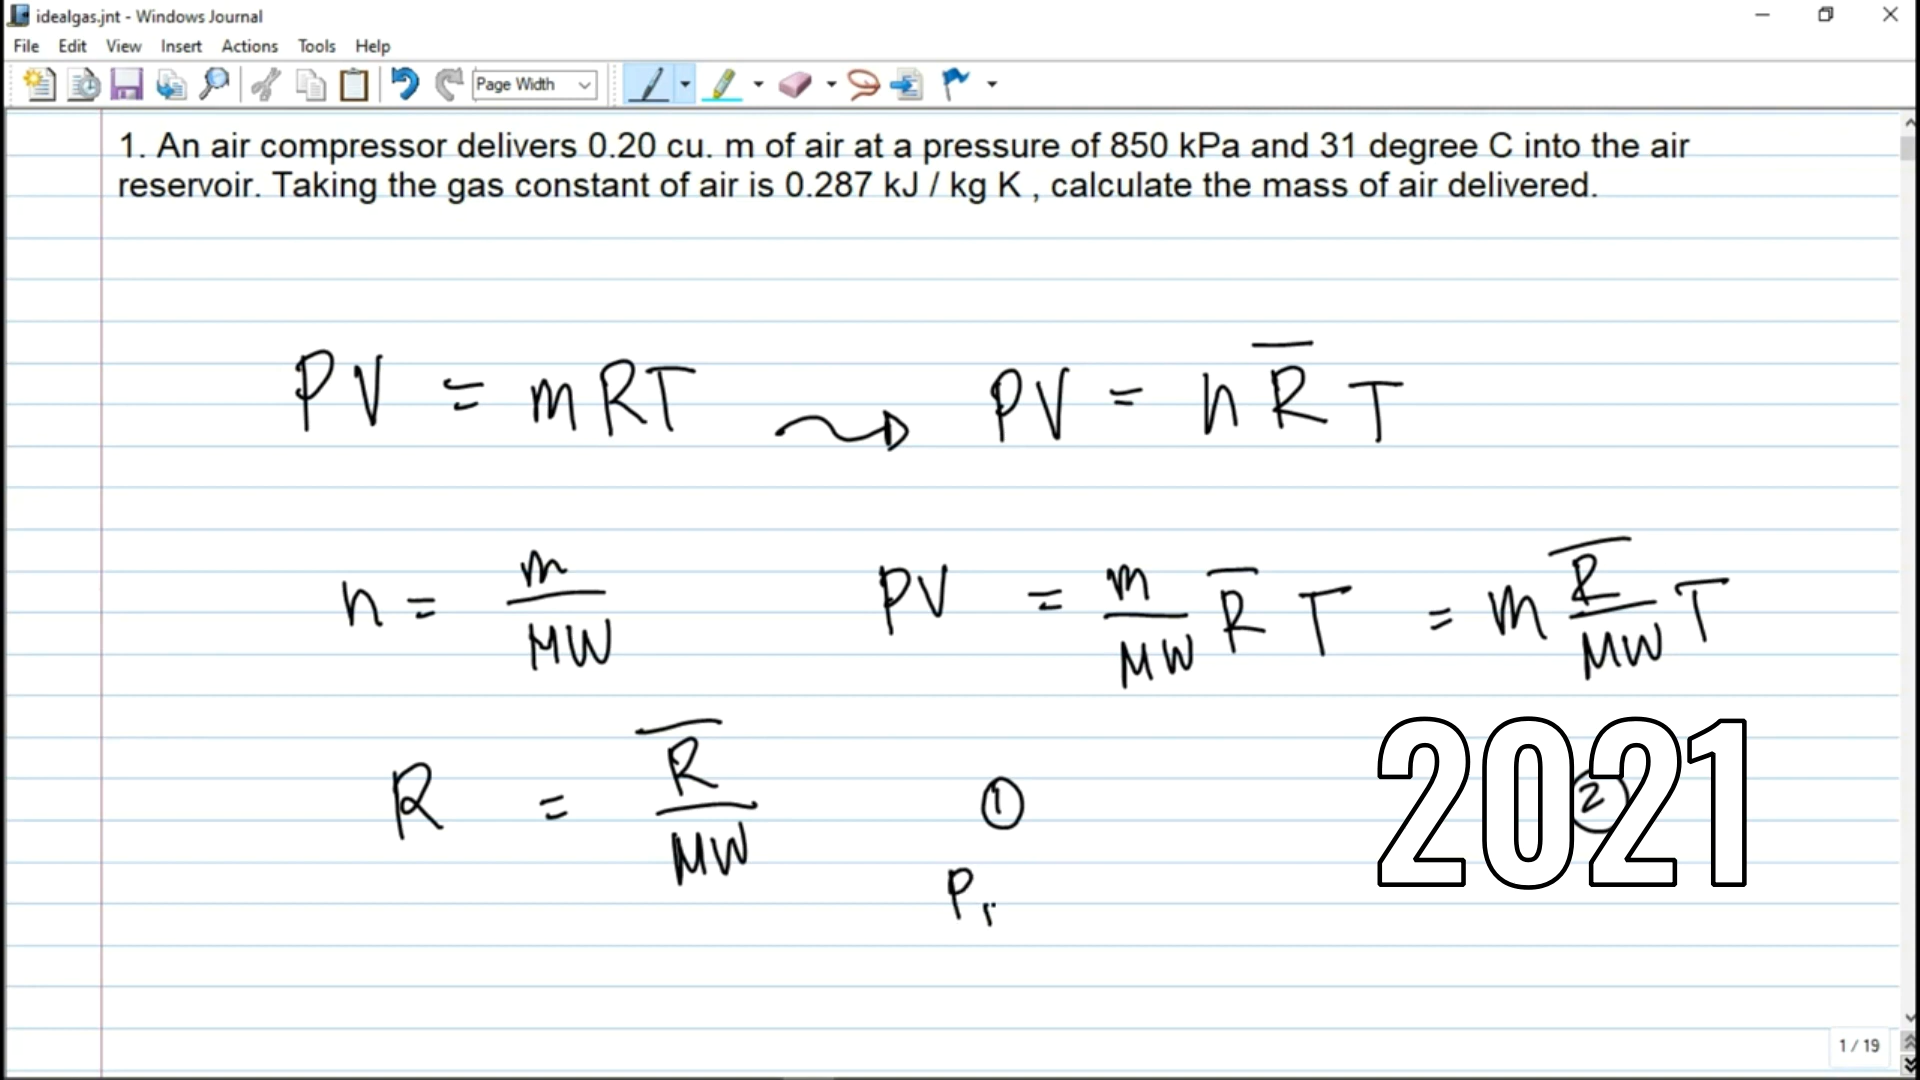 idealgas.jnt - Windows Journal
File Edit View Insert Actions Tools Help
Page Width
1. An air compressor delivers 0.20 cu. m of air at a pressure of 850 kPa and 31 degree C into the air
reservoir. Taking the gas constant of air is 0.287 kJ / kg K , calculate the mass of air delivered.
PV = mRT PV = nR̅T
n = m/MW PV = m/MW R̅ T = m R̅/MW T
R = R̅/MW ① ②
2021
P₁
1 / 19